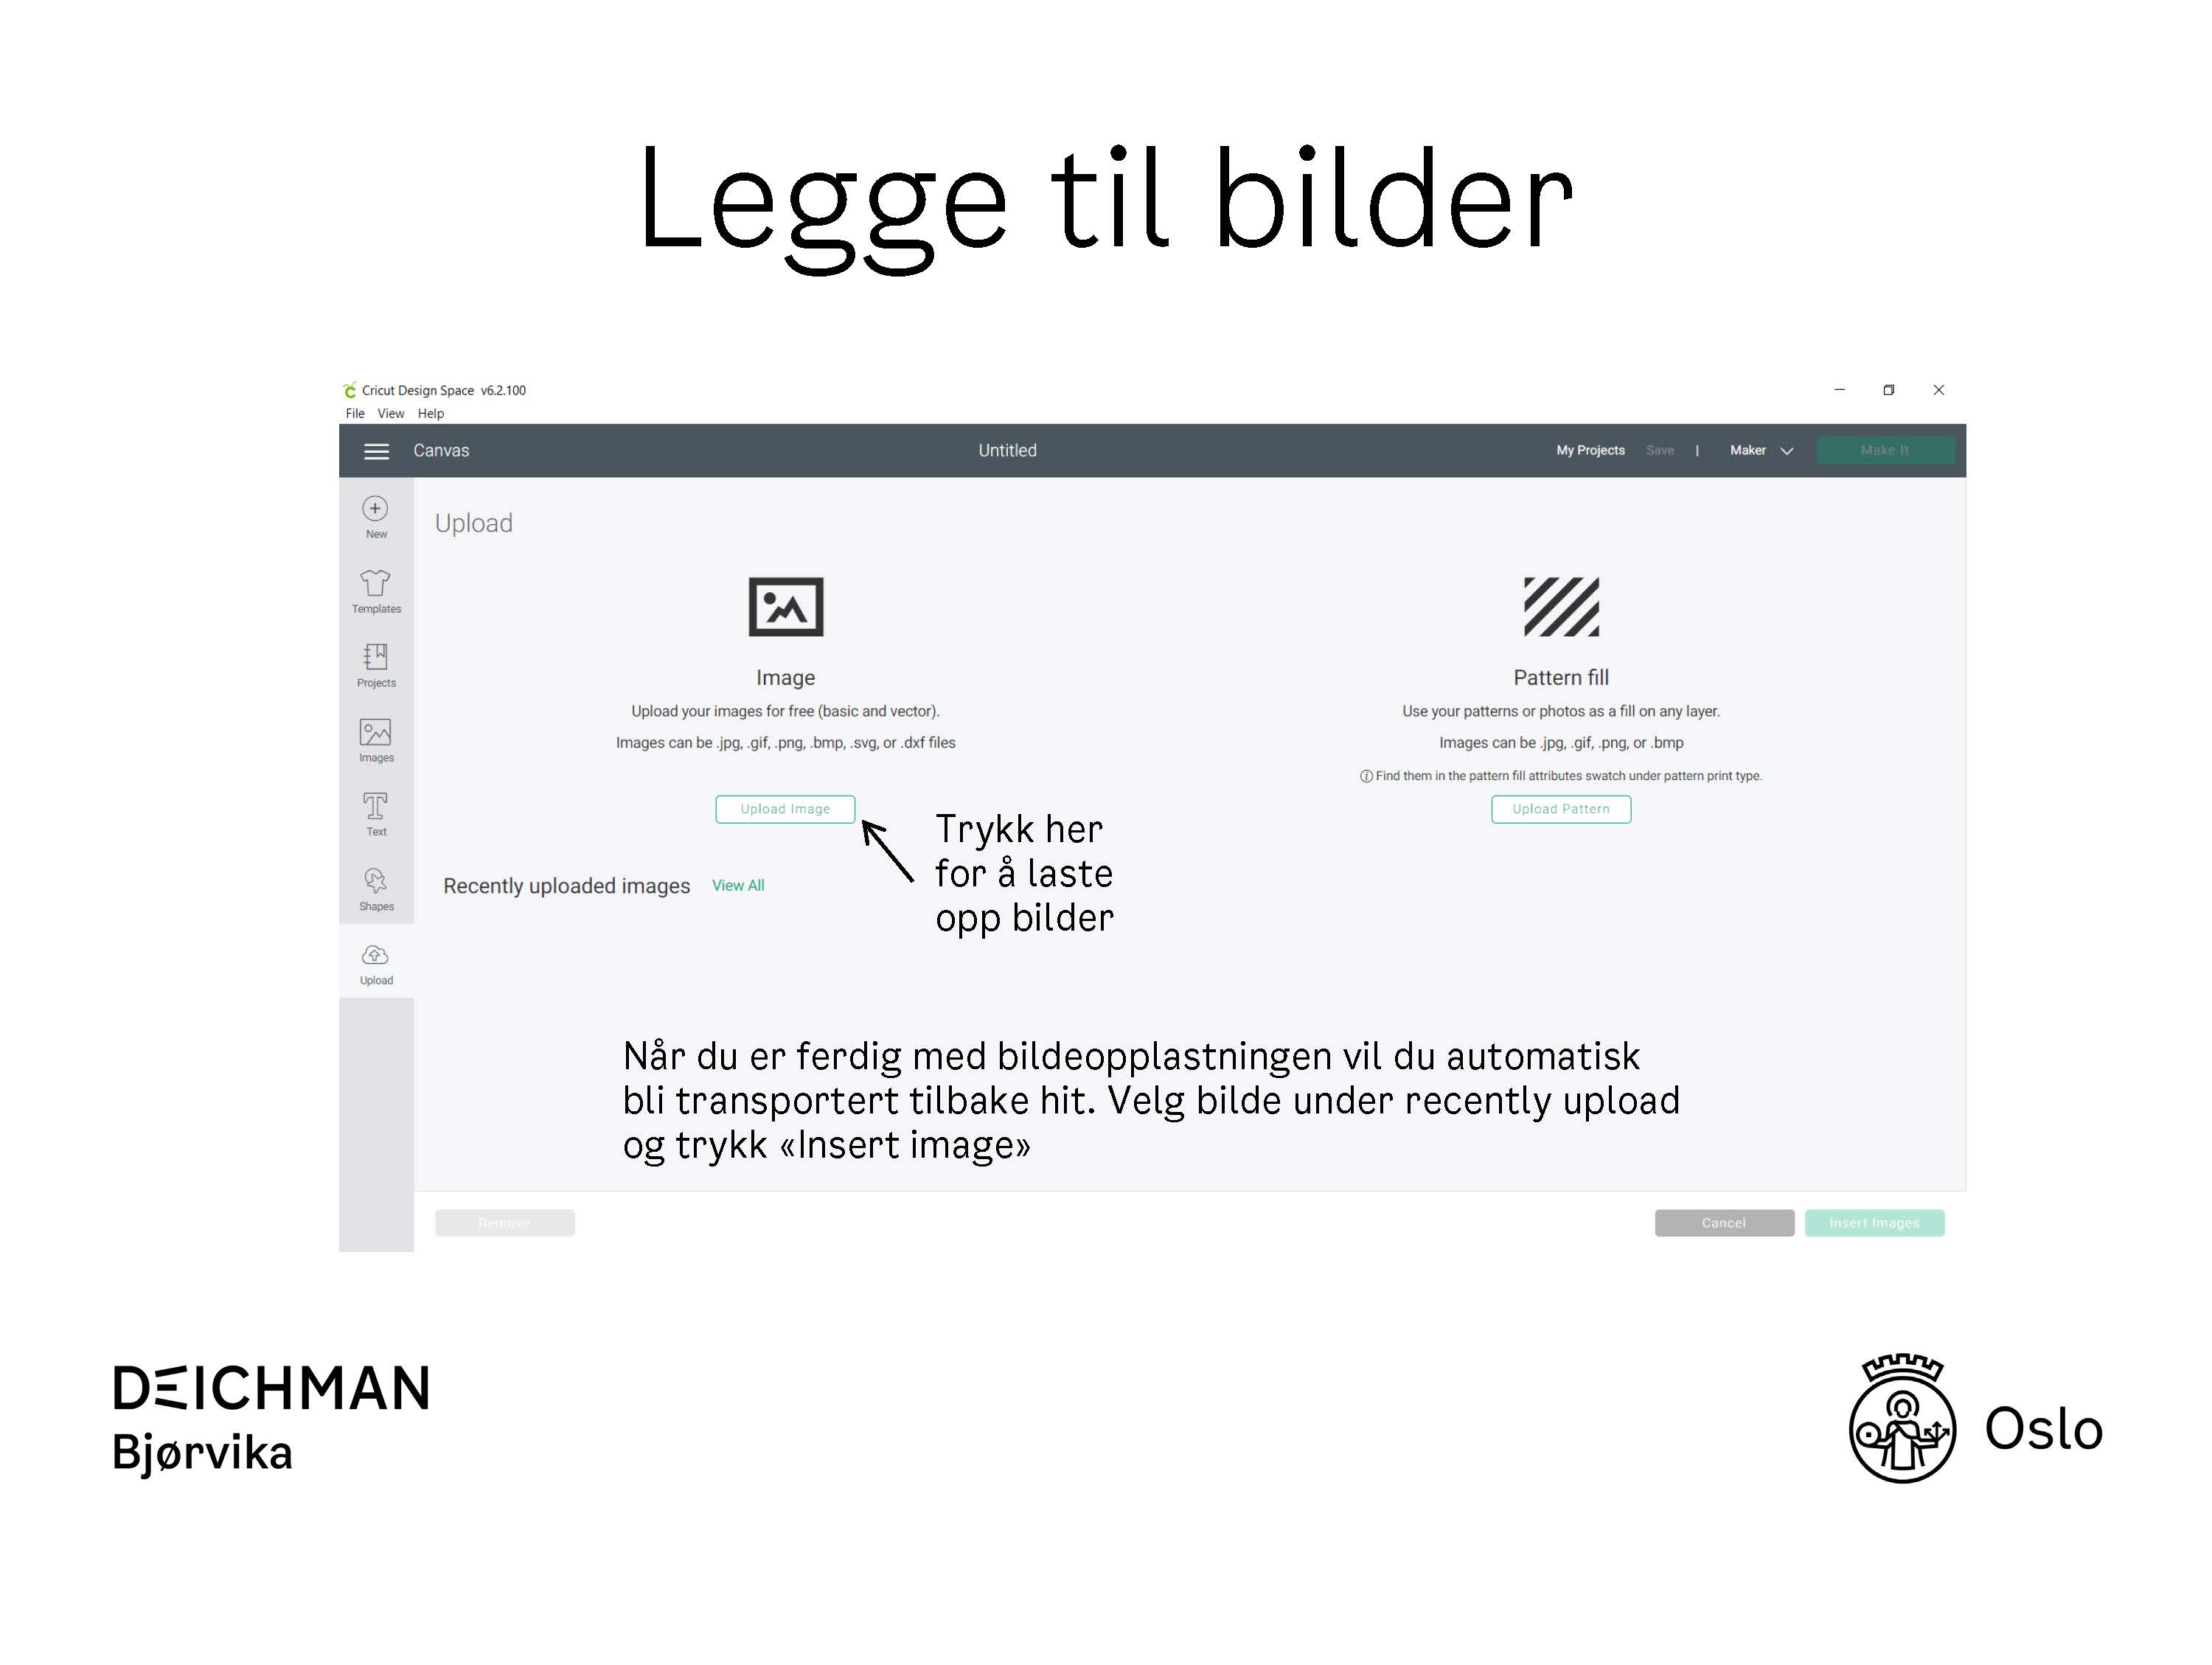 Legge til bilder
Cricut Design Space v6.2.100
File View Help
Canvas
Untitled
My Projects Save | Maker Make It
New
Templates
Projects
Images
Text
Shapes
Upload
Upload
Image
Upload your images for free (basic and vector).
Images can be .jpg, .gif, .png, .bmp, .svg, or .dxf files
Upload Image
Pattern fill
Use your patterns or photos as a fill on any layer.
Images can be .jpg, .gif, .png, or .bmp
Find them in the pattern fill attributes swatch under pattern print type.
Upload Pattern
Trykk her
for å laste
opp bilder
Recently uploaded images View All
Når du er ferdig med bildeopplastningen vil du automatisk
bli transportert tilbake hit. Velg bilde under recently upload
og trykk «Insert image»
Remove
Cancel
Insert Images
DEICHMAN
Bjørvika
Oslo